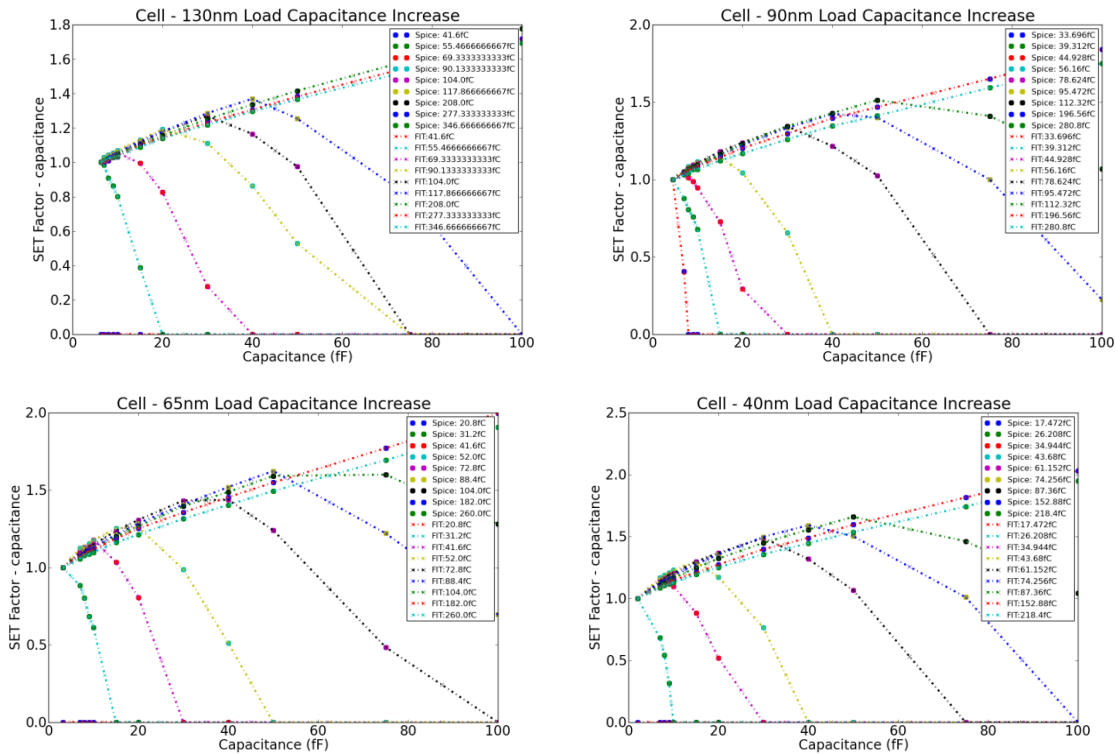 Cell - 130nm Load Capacitance Increase
1.8
1.6
1.4
1.2
1.0
0.8
0.6
0.4
0.2
0.0
0
20
40
60
80
100
SET Factor - capacitance
Capacitance (fF)
Spice: 41.6fC
Spice: 55.4666666667fC
Spice: 69.3333333333fC
Spice: 90.1333333333fC
Spice: 104.0fC
Spice: 117.866666667fC
Spice: 208.0fC
Spice: 277.333333333fC
Spice: 346.666666667fC
FIT:41.6fC
FIT:55.4666666667fC
FIT:69.3333333333fC
FIT:90.1333333333fC
FIT:104.0fC
FIT:117.866666667fC
FIT:208.0fC
FIT:277.333333333fC
FIT:346.666666667fC
Cell - 90nm Load Capacitance Increase
2.0
1.5
1.0
0.5
0.0
0
20
40
60
80
100
SET Factor - capacitance
Capacitance (fF)
Spice: 33.696fC
Spice: 39.312fC
Spice: 44.928fC
Spice: 56.16fC
Spice: 78.624fC
Spice: 95.472fC
Spice: 112.32fC
Spice: 196.56fC
Spice: 280.8fC
FIT:33.696fC
FIT:39.312fC
FIT:44.928fC
FIT:56.16fC
FIT:78.624fC
FIT:95.472fC
FIT:112.32fC
FIT:196.56fC
FIT:280.8fC
Cell - 65nm Load Capacitance Increase
2.0
1.5
1.0
0.5
0.0
0
20
40
60
80
100
SET Factor - capacitance
Capacitance (fF)
Spice: 20.8fC
Spice: 31.2fC
Spice: 41.6fC
Spice: 52.0fC
Spice: 72.8fC
Spice: 88.4fC
Spice: 104.0fC
Spice: 182.0fC
Spice: 260.0fC
FIT:20.8fC
FIT:31.2fC
FIT:41.6fC
FIT:52.0fC
FIT:72.8fC
FIT:88.4fC
FIT:104.0fC
FIT:182.0fC
FIT:260.0fC
Cell - 40nm Load Capacitance Increase
2.5
2.0
1.5
1.0
0.5
0.0
0
20
40
60
80
100
SET Factor - capacitance
Capacitance (fF)
Spice: 17.472fC
Spice: 26.208fC
Spice: 34.944fC
Spice: 43.68fC
Spice: 61.152fC
Spice: 74.256fC
Spice: 87.36fC
Spice: 152.88fC
Spice: 218.4fC
FIT:17.472fC
FIT:26.208fC
FIT:34.944fC
FIT:43.68fC
FIT:61.152fC
FIT:74.256fC
FIT:87.36fC
FIT:152.88fC
FIT:218.4fC